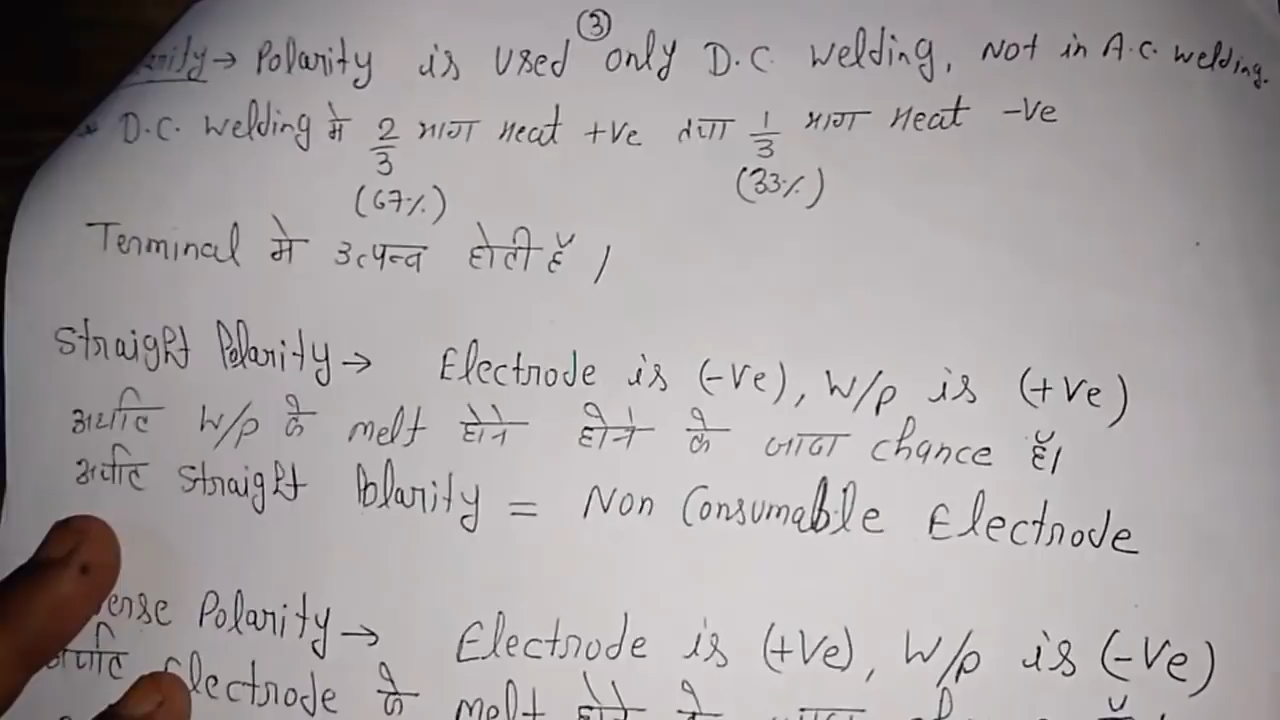 ③
Polarity → Polarity is used only D.C. welding, Not in A.C. welding.
* D.C. welding मे 2/3 भाग Heat +ve तथा 1/3 भाग Heat -ve
(67%) (33%)
Terminal मे उत्पन्न होती हैं।
Straight Polarity → Electrode is (-ve), W/p is (+ve)
अर्थात W/p के melt होने होने के जादा chance हैं।
अर्थात Straight Polarity = Non Consumable Electrode
erse Polarity → Electrode is (+ve), W/p is (-ve)
अर्थात Electrode के melt होने के